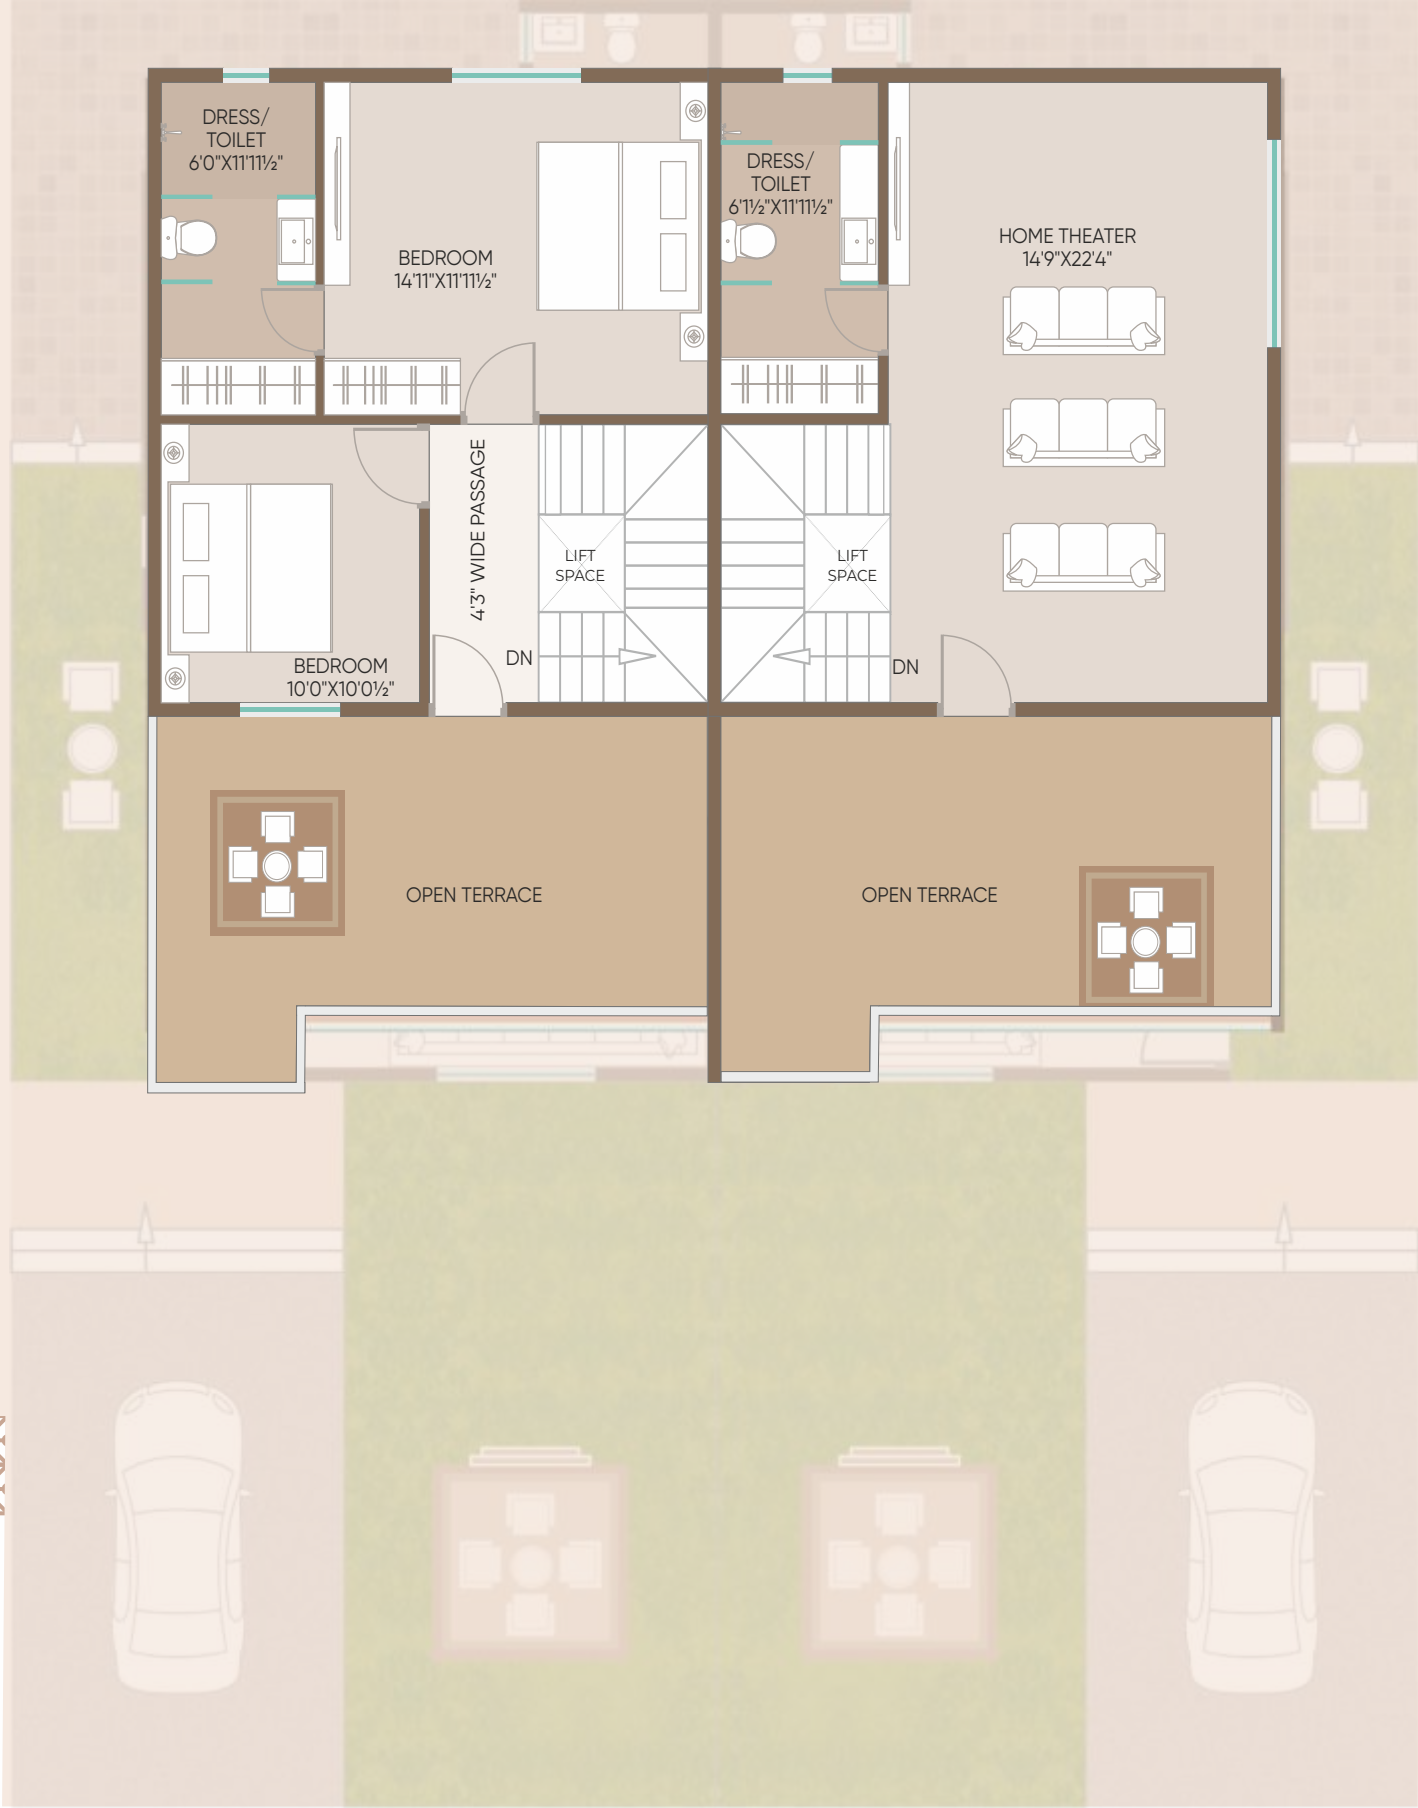 DRESS/
TOILET
6'0"X11'11½"
BEDROOM
14'11"X11'11½"
DRESS/
TOILET
6'1½"X11'11½"
HOME THEATER
14'9"X22'4"
4'3" WIDE PASSAGE
LIFT
SPACE
LIFT
SPACE
DN
DN
BEDROOM
10'0"X10'0½"
OPEN TERRACE
OPEN TERRACE